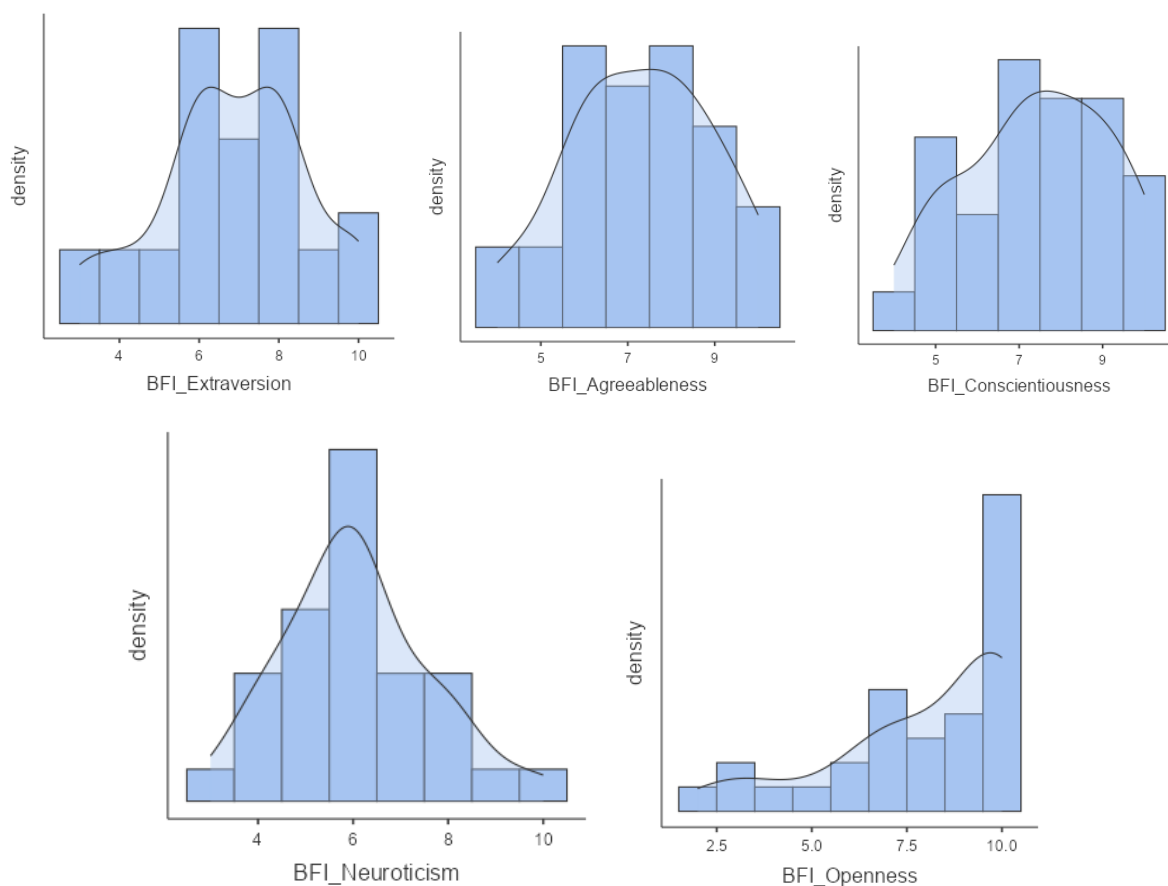 density
4 6 8 10
BFI_Extraversion
density
5 7 9
BFI_Agreeableness
density
5 7 9
BFI_Conscientiousness
density
4 6 8 10
BFI_Neuroticism
density
2.5 5.0 7.5 10.0
BFI_Openness